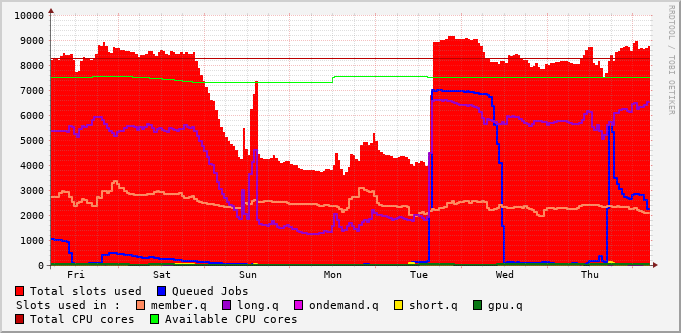 10000
9000
8000
7000
6000
5000
4000
3000
2000
1000
0
Fri Sat Sun Mon Tue Wed Thu
Total slots used Queued Jobs
Slots used in : member.q long.q ondemand.q short.q gpu.q
Total CPU cores Available CPU cores
RRDTOOL / TOBI OETIKER